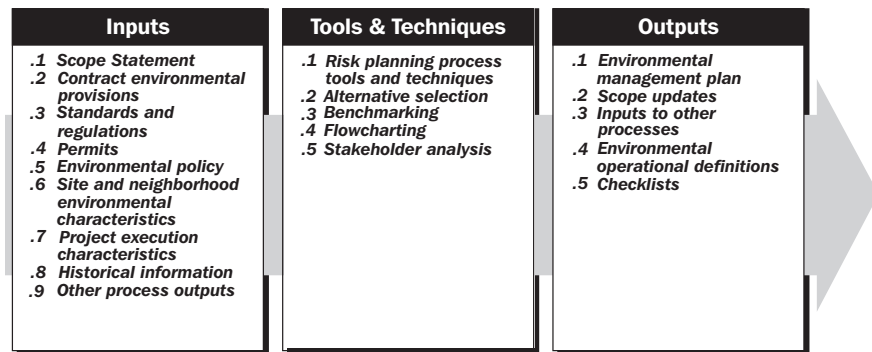 Inputs
.1 Scope Statement
.2 Contract environmental
provisions
.3 Standards and
regulations
.4 Permits
.5 Environmental policy
.6 Site and neighborhood
environmental
characteristics
.7 Project execution
characteristics
.8 Historical information
.9 Other process outputs
Tools & Techniques
.1 Risk planning process
tools and techniques
.2 Alternative selection
.3 Benchmarking
.4 Flowcharting
.5 Stakeholder analysis
Outputs
.1 Environmental
management plan
.2 Scope updates
.3 Inputs to other
processes
.4 Environmental
operational definitions
.5 Checklists